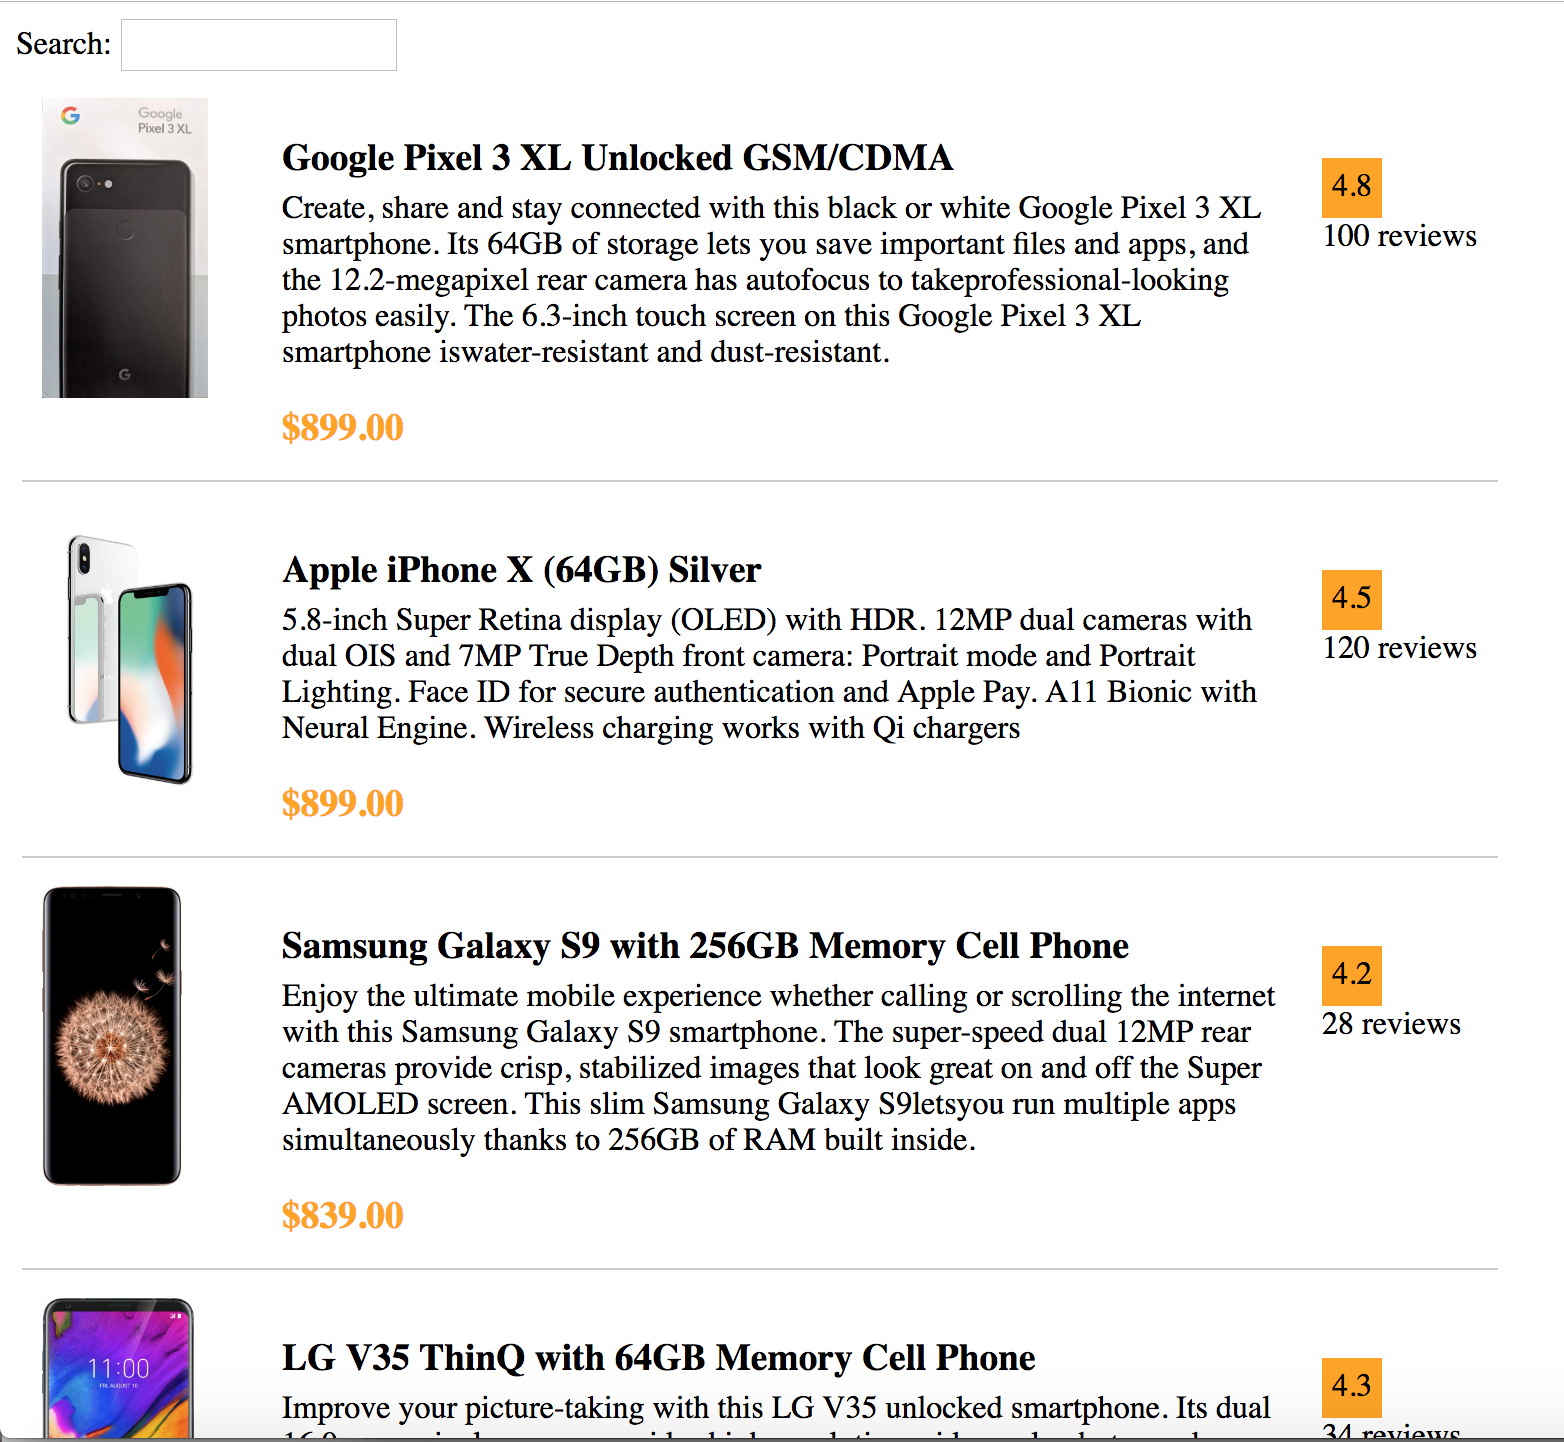 Search:
Google
Pixel 3 XL
Google Pixel 3 XL Unlocked GSM/CDMA
Create, share and stay connected with this black or white Google Pixel 3 XL
smartphone. Its 64GB of storage lets you save important files and apps, and
the 12.2-megapixel rear camera has autofocus to takeprofessional-looking
photos easily. The 6.3-inch touch screen on this Google Pixel 3 XL
smartphone iswater-resistant and dust-resistant.
$899.00
4.8
100 reviews
Apple iPhone X (64GB) Silver
5.8-inch Super Retina display (OLED) with HDR. 12MP dual cameras with
dual OIS and 7MP True Depth front camera: Portrait mode and Portrait
Lighting. Face ID for secure authentication and Apple Pay. A11 Bionic with
Neural Engine. Wireless charging works with Qi chargers
$899.00
4.5
120 reviews
Samsung Galaxy S9 with 256GB Memory Cell Phone
Enjoy the ultimate mobile experience whether calling or scrolling the internet
with this Samsung Galaxy S9 smartphone. The super-speed dual 12MP rear
cameras provide crisp, stabilized images that look great on and off the Super
AMOLED screen. This slim Samsung Galaxy S9letsyou run multiple apps
simultaneously thanks to 256GB of RAM built inside.
$839.00
4.2
28 reviews
11:00
FRI, AUGUST 10
LG V35 ThinQ with 64GB Memory Cell Phone
Improve your picture-taking with this LG V35 unlocked smartphone. Its dual
4.3
34 reviews